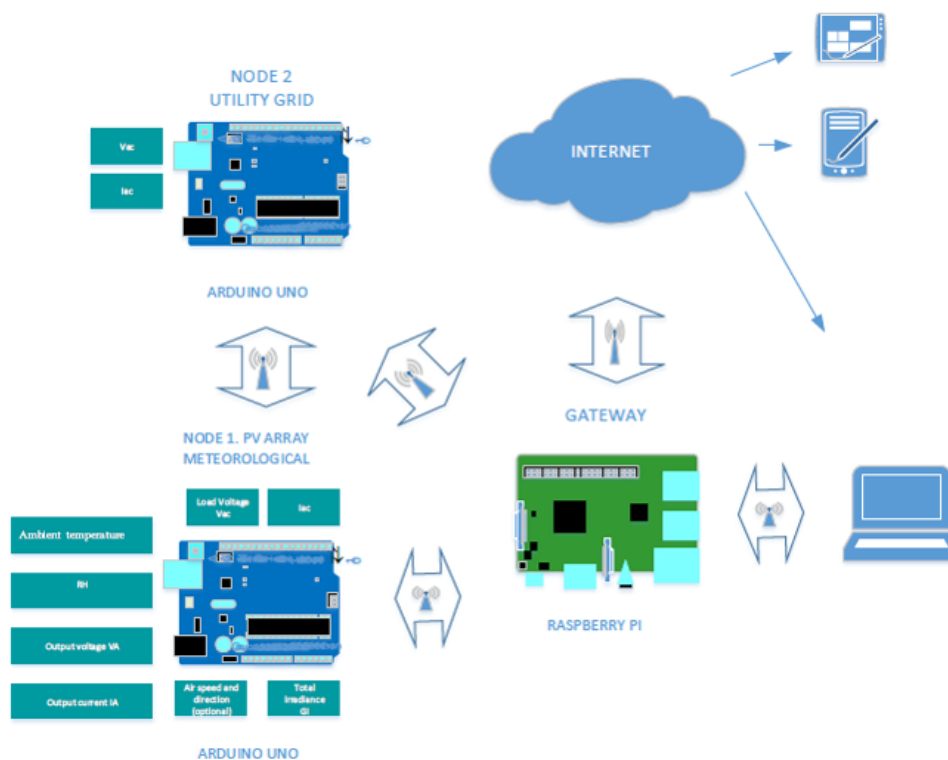 NODE 2
UTILITY GRID
Vac
Iac
ARDUINO UNO
INTERNET
NODE 1. PV ARRAY
METEOROLOGICAL
GATEWAY
Load Voltage
Vac
Iac
Ambient temperature
RH
Output voltage VA
Output current IA
Air speed and
direction
(optional)
Total
Irradiance
GI
ARDUINO UNO
RASPBERRY PI